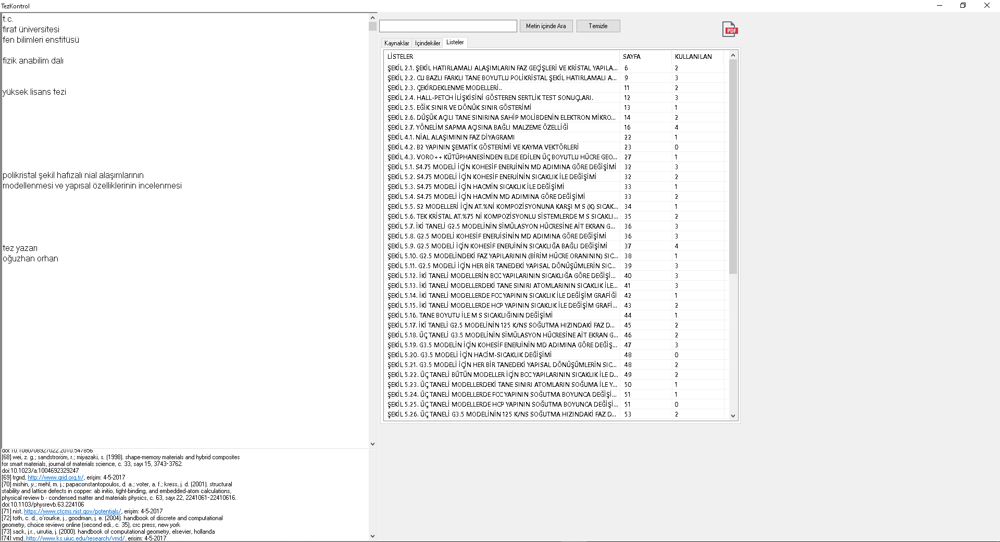 TezKontrol
t.c.
fırat üniversitesi
fen bilimleri enstitüsü
fizik anabilim dalı
yüksek lisans tezi
polikristal şekil hafızalı nial alaşımlarının
modellenmesi ve yapısal özelliklerinin incelenmesi
tez yazarı
oğuzhan orhan
doi:10.1080/08927022.2010.547856
[68] wei, z. g.; sandstroröm, r.; miyazaki, s. (1998). shape-memory materials and hybrid composites
for smart materials, journal of materials science, c. 33, sayı 15, 3743-3762.
doi:10.1023/a:1004692329247
[69] trgrıd, http://www.grid.org.tr/, erişim: 4-5-2017
[70] mishin, y.; mehl, m. j.; papaconstantopoulos, d. a.; voter, a. f.; kress, j. d. (2001). structural
stability and lattice defects in copper: ab initio, tight-binding, and embedded-atom calculations,
physical review b - condensed matter and materials physics, c. 63, sayı 22, 2241061-22410616.
doi:10.1103/physrevb.63.224106
[71] nist, https://www.ctcms.nist.gov/potentials/, erişim: 4-5-2017
[72] toth, c. d., o´rourke, j., goodman, j. e. (2004). handbook of discrete and computational
geometry, choice reviews online (second edi., c. 35), crc press, new york
[73] sack, j.r., urrutia, j. (2000). handbook of computational geometry, elsevier, hollanda
[74] vmd, http://www.ks.uiuc.edu/research/vmd/, erişim: 4-5-2017
Metin içinde Ara
Temizle
PDF
Kaynaklar İçindekiler Listeler
LİSTELER SAYFA KULLANILAN
ŞEKİL 2.1. ŞEKİL HATIRLAMALI ALAŞIMLARIN FAZ GEÇİŞLERİ VE KRİSTAL YAPILA... 6 2
ŞEKİL 2.2. CU BAZLI FARKLI TANE BOYUTLU POLİKRİSTAL ŞEKİL HATIRLAMALI A... 9 3
ŞEKİL 2.3. ÇEKİRDEKLENME MODELLERİ.. 11 2
ŞEKİL 2.4. HALL-PETCH İLİŞKİSİNİ GÖSTEREN SERTLİK TEST SONUÇLARI. 12 3
ŞEKİL 2.5. EĞİK SINIR VE DÖNÜK SINIR GÖSTERİMİ 13 1
ŞEKİL 2.6. DÜŞÜK AÇILI TANE SINIRINA SAHİP MOLİBDENİN ELEKTRON MİKRO... 14 2
ŞEKİL 2.7. YÖNELİM SAPMA AÇISINA BAĞLI MALZEME ÖZELLİĞİ 16 4
ŞEKİL 4.1. NİAL ALAŞIMININ FAZ DİYAGRAMI 22 1
ŞEKİL 4.2. B2 YAPININ ŞEMATİK GÖSTERİMİ VE KAYMA VEKTÖRLERİ 23 0
ŞEKİL 4.3. VORO++ KÜTÜPHANESİNDEN ELDE EDİLEN ÜÇ BOYUTLU HÜCRE GEO... 27 1
ŞEKİL 5.1. S4.75 MODELİ İÇİN KOHESİF ENERJİNİN MD ADIMINA GÖRE DEĞİŞİMİ 32 3
ŞEKİL 5.2. S4.75 MODELİ İÇİN KOHESİF ENERJİNİN SICAKLIK İLE DEĞİŞİMİ 32 2
ŞEKİL 5.3. S4.75 MODELİ İÇİN HACMİN SICAKLIK İLE DEĞİŞİMİ 33 1
ŞEKİL 5.4. S4.75 MODELİ İÇİN HACMİN MD ADIMINA GÖRE DEĞİŞİMİ 33 2
ŞEKİL 5.5. S2 MODELLERİ İÇİN AT.%Nİ KOMPOZİSYONUNA KARŞI M S (K) SICAK... 34 1
ŞEKİL 5.6. TEK KRİSTAL AT.%75 Nİ KOMPOZİSYONLU SİSTEMLERDE M S SICAKLI... 35 2
ŞEKİL 5.7. İKİ TANELİ G2.5 MODELİNİN SİMÜLASYON HÜCRESİNE AİT EKRAN G... 36 3
ŞEKİL 5.8. G2.5 MODELİ KOHESİF ENERJİSİNİN MD ADIMINA GÖRE DEĞİŞİMİ 36 3
ŞEKİL 5.9. G2.5 MODELİ İÇİN KOHESİF ENERJİNİN SICAKLIĞA BAĞLI DEĞİŞİMİ 37 4
ŞEKİL 5.10. G2.5 MODELİNDEKİ FAZ YAPILARININ (BİRİM HÜCRE ORANININ) SIC... 38 1
ŞEKİL 5.11. G2.5 MODELİ İÇİN HER BİR TANEDEKİ YAPISAL DÖNÜŞÜMLERİN SIC... 39 3
ŞEKİL 5.12. İKİ TANELİ MODELLERİN BCC YAPILARININ SICAKLIĞA GÖRE DEĞİŞİ... 40 3
ŞEKİL 5.13. İKİ TANELİ MODELLERDEKİ TANE SINIRI ATOMLARININ SICAKLIK İLE... 41 3
ŞEKİL 5.14. İKİ TANELİ MODELLERDE FCC YAPININ SICAKLIK İLE DEĞİŞİM GRAFİĞİ 42 1
ŞEKİL 5.15. İKİ TANELİ MODELLERDE HCP YAPININ SICAKLIK İLE DEĞİŞİM GRAFİ... 43 2
ŞEKİL 5.16. TANE BOYUTU İLE M S SICAKLIĞININ DEĞİŞİMİ 44 1
ŞEKİL 5.17. İKİ TANELİ G2.5 MODELİNİN 125 K/NS SOĞUTMA HIZINDAKİ FAZ D... 45 2
ŞEKİL 5.18. ÜÇ TANELİ G3.5 MODELİNİN SİMÜLASYON HÜCRESİNE AİT EKRAN G... 46 2
ŞEKİL 5.19. G3.5 MODELİN İÇİN KOHESİF ENERJİNİN MD ADIMINA GÖRE DEĞİŞ... 47 3
ŞEKİL 5.20. G3.5 MODELİ İÇİN HACİM-SICAKLIK DEĞİŞİMİ 48 0
ŞEKİL 5.21. G3.5 MODELİ İÇİN HER BİR TANEDEKİ YAPISAL DÖNÜŞÜMLERİN SIC... 48 2
ŞEKİL 5.22. ÜÇ TANELİ BÜTÜN MODELLER İÇİN BCC YAPILARININ SICAKLIK İLE D... 49 2
ŞEKİL 5.23. ÜÇ TANELİ MODELLERDEKİ TANE SINIRI ATOMLARIN SOĞUMA İLE Y... 50 1
ŞEKİL 5.24. ÜÇ TANELİ MODELLERDE FCC YAPININ SOĞUTMA BOYUNCA DEĞİŞİ... 51 1
ŞEKİL 5.25. ÜÇ TANELİ MODELLERDE HCP YAPININ SOĞUTMA BOYUNCA DEĞİŞİ... 51 0
ŞEKİL 5.26. ÜÇ TANELİ G3.5 MODELİNİN 125 K/NS SOĞUTMA HIZINDAKİ FAZ D... 53 2